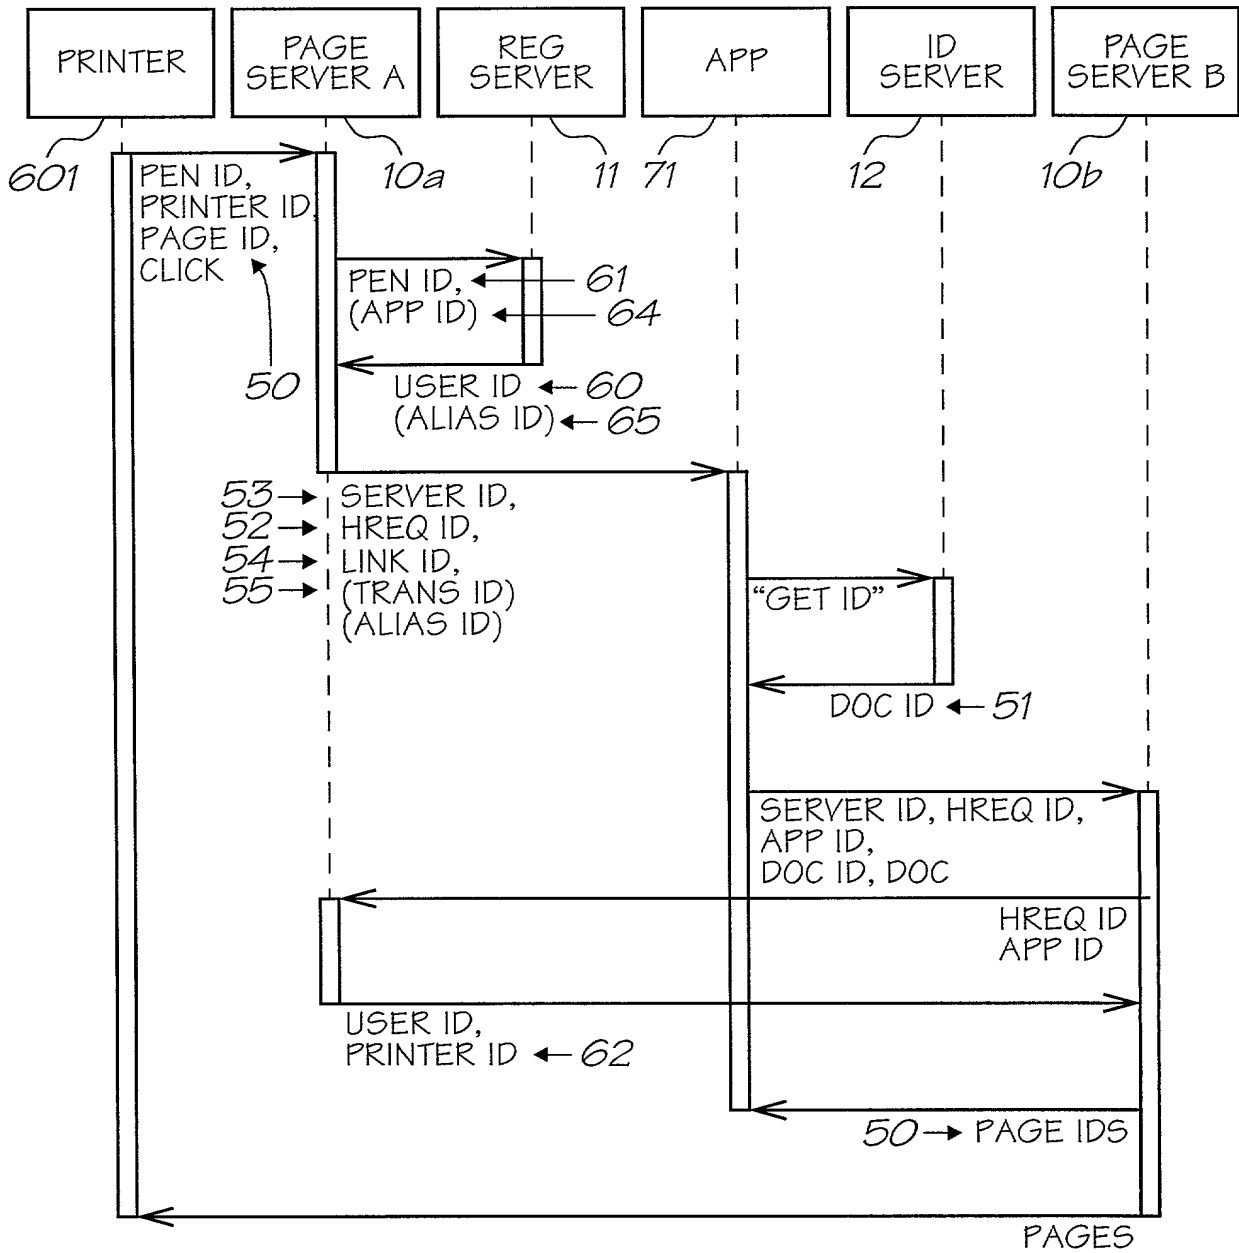 PRINTER
PAGE
SERVER A
REG
SERVER
APP
ID
SERVER
PAGE
SERVER B
601
10a
11
71
12
10b
PEN ID,
PRINTER ID,
PAGE ID,
CLICK
50
PEN ID,
61
(APP ID)
64
USER ID
60
(ALIAS ID)
65
53
SERVER ID,
52
HREQ ID,
54
LINK ID,
55
(TRANS ID)
(ALIAS ID)
"GET ID"
DOC ID
51
SERVER ID, HREQ ID,
APP ID,
DOC ID, DOC
HREQ ID
APP ID
USER ID,
PRINTER ID
62
50
PAGE IDS
PAGES